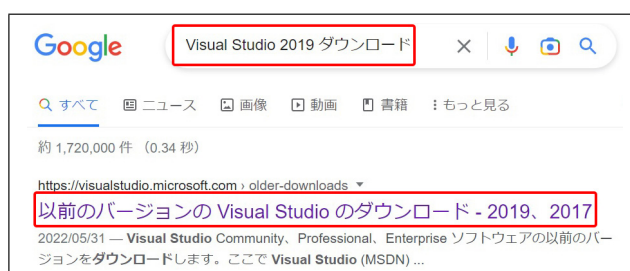 Google Visual Studio 2019 ダウンロード
すべて ニュース 画像 動画 書籍 もっと見る
約 1,720,000 件 （0.34 秒）
https://visualstudio.microsoft.com › older-downloads
以前のバージョンの Visual Studio のダウンロード - 2019、2017
2022/05/31 — Visual Studio Community、Professional、Enterprise ソフトウェアの以前のバー
ジョンをダウンロードします。ここで Visual Studio (MSDN) ...